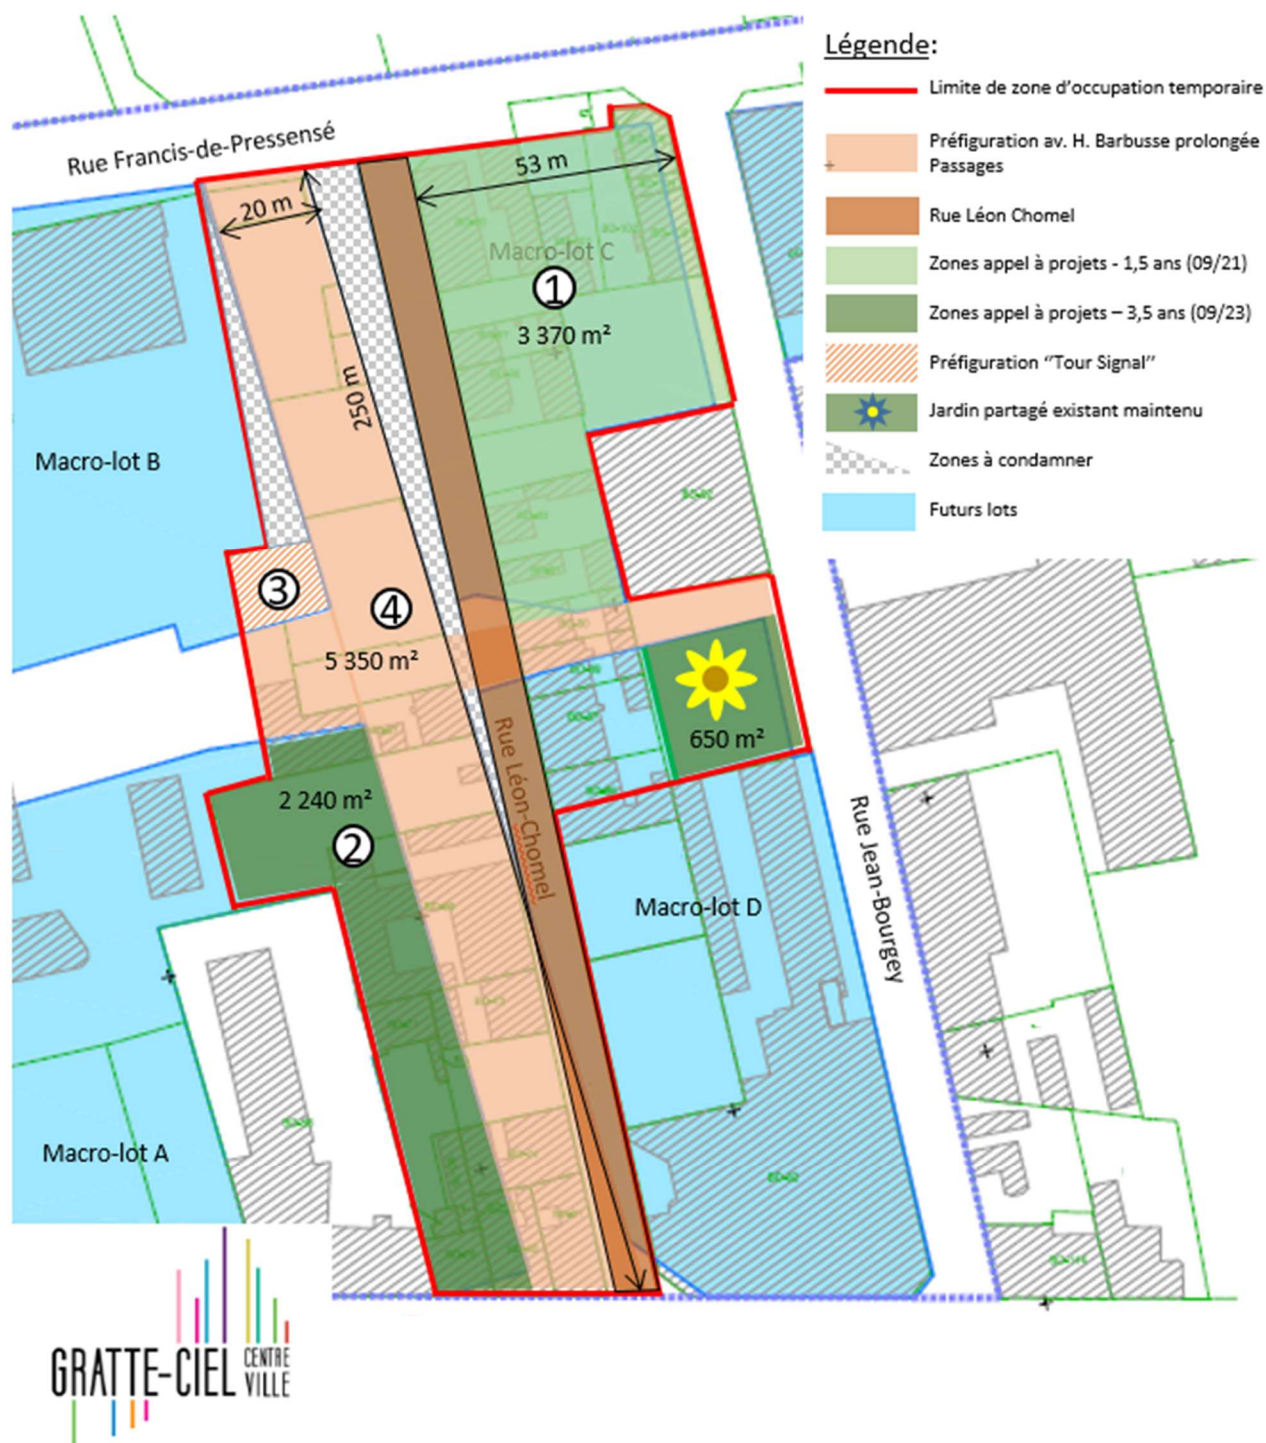 Légende:
Limite de zone d'occupation temporaire
Préfiguration av. H. Barbusse prolongée
Passages
Rue Léon Chomel
Zones appel à projets - 1,5 ans (09/21)
Zones appel à projets – 3,5 ans (09/23)
Préfiguration "Tour Signal"
Jardin partagé existant maintenu
Zones à condamner
Futurs lots
Rue Francis-de-Pressensé
53 m
20 m
Macro-lot C
1
3 370 m²
250 m
Macro-lot B
3
4
5 350 m²
650 m²
Rue Léon-Chomel
2 240 m²
2
Rue Jean-Bourgey
Macro-lot D
Macro-lot A
GRATTE-CIEL CENTRE
VILLE